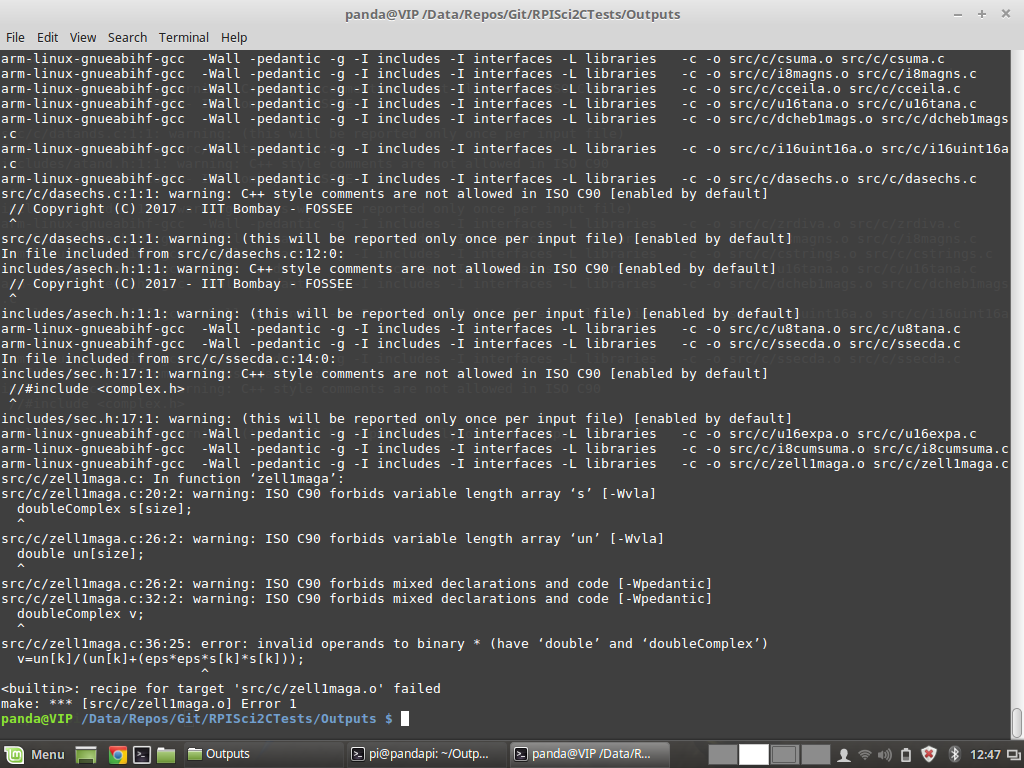 panda@VIP /Data/Repos/Git/RPISci2CTests/Outputs
File Edit View Search Terminal Help
arm-linux-gnueabihf-gcc  -Wall -pedantic -g -I includes -I interfaces -L libraries   -c -o src/c/csuma.o src/c/csuma.c
arm-linux-gnueabihf-gcc  -Wall -pedantic -g -I includes -I interfaces -L libraries   -c -o src/c/i8magns.o src/c/i8magns.c
arm-linux-gnueabihf-gcc  -Wall -pedantic -g -I includes -I interfaces -L libraries   -c -o src/c/cceila.o src/c/cceila.c
arm-linux-gnueabihf-gcc  -Wall -pedantic -g -I includes -I interfaces -L libraries   -c -o src/c/u16tana.o src/c/u16tana.c
arm-linux-gnueabihf-gcc  -Wall -pedantic -g -I includes -I interfaces -L libraries   -c -o src/c/dcheb1mags.o src/c/dcheb1mags
.c
arm-linux-gnueabihf-gcc  -Wall -pedantic -g -I includes -I interfaces -L libraries   -c -o src/c/i16uint16a.o src/c/i16uint16a
.c
arm-linux-gnueabihf-gcc  -Wall -pedantic -g -I includes -I interfaces -L libraries   -c -o src/c/dasechs.o src/c/dasechs.c
src/c/dasechs.c:1:1: warning: C++ style comments are not allowed in ISO C90 [enabled by default]
 // Copyright (C) 2017 - IIT Bombay - FOSSEE
 ^
src/c/dasechs.c:1:1: warning: (this will be reported only once per input file) [enabled by default]
In file included from src/c/dasechs.c:12:0:
includes/asech.h:1:1: warning: C++ style comments are not allowed in ISO C90 [enabled by default]
 // Copyright (C) 2017 - IIT Bombay - FOSSEE
 ^
includes/asech.h:1:1: warning: (this will be reported only once per input file) [enabled by default]
arm-linux-gnueabihf-gcc  -Wall -pedantic -g -I includes -I interfaces -L libraries   -c -o src/c/u8tana.o src/c/u8tana.c
arm-linux-gnueabihf-gcc  -Wall -pedantic -g -I includes -I interfaces -L libraries   -c -o src/c/ssecda.o src/c/ssecda.c
In file included from src/c/ssecda.c:14:0:
includes/sec.h:17:1: warning: C++ style comments are not allowed in ISO C90 [enabled by default]
 //#include <complex.h>
 ^
includes/sec.h:17:1: warning: (this will be reported only once per input file) [enabled by default]
arm-linux-gnueabihf-gcc  -Wall -pedantic -g -I includes -I interfaces -L libraries   -c -o src/c/u16expa.o src/c/u16expa.c
arm-linux-gnueabihf-gcc  -Wall -pedantic -g -I includes -I interfaces -L libraries   -c -o src/c/i8cumsuma.o src/c/i8cumsuma.c
arm-linux-gnueabihf-gcc  -Wall -pedantic -g -I includes -I interfaces -L libraries   -c -o src/c/zell1maga.o src/c/zell1maga.c
src/c/zell1maga.c: In function ‘zell1maga’:
src/c/zell1maga.c:20:2: warning: ISO C90 forbids variable length array ‘s’ [-Wvla]
  doubleComplex s[size];
  ^
src/c/zell1maga.c:26:2: warning: ISO C90 forbids variable length array ‘un’ [-Wvla]
  double un[size];
  ^
src/c/zell1maga.c:26:2: warning: ISO C90 forbids mixed declarations and code [-Wpedantic]
src/c/zell1maga.c:32:2: warning: ISO C90 forbids mixed declarations and code [-Wpedantic]
  doubleComplex v;
  ^
src/c/zell1maga.c:36:25: error: invalid operands to binary * (have ‘double’ and ‘doubleComplex’)
  v=un[k]/(un[k]+(eps*eps*s[k]*s[k]));
                         ^
<builtin>: recipe for target 'src/c/zell1maga.o' failed
make: *** [src/c/zell1maga.o] Error 1
panda@VIP /Data/Repos/Git/RPISci2CTests/Outputs $
Menu Outputs pi@pandapi: ~/Outp... panda@VIP /Data/R... 12:47